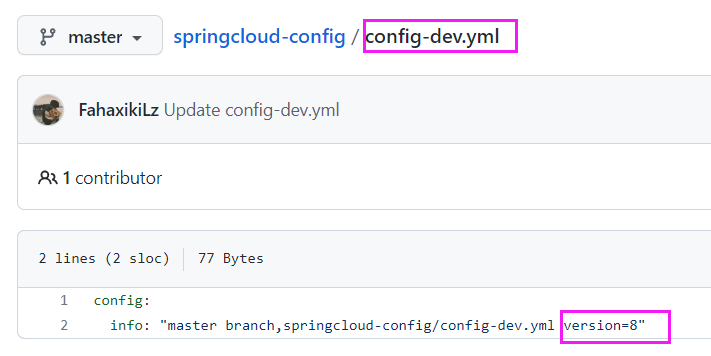 master springcloud-config / config-dev.yml
FahaxikiLz Update config-dev.yml
1 contributor
2 lines (2 sloc) 77 Bytes
1 config:
2 info: "master branch,springcloud-config/config-dev.yml version=8"